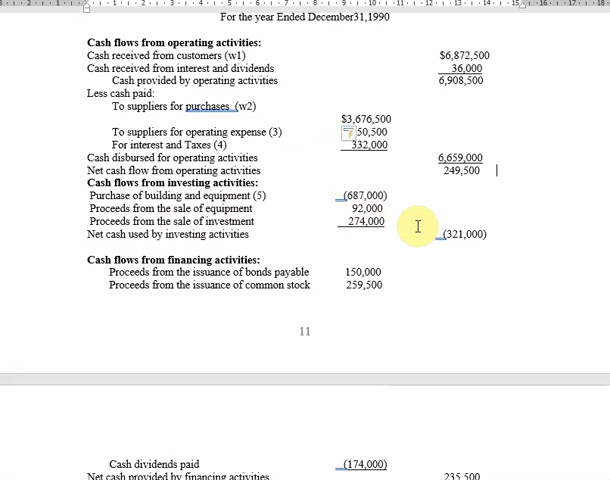 For the year Ended December31,1990
Cash flows from operating activities:
Cash received from customers (w1) $6,872,500
Cash received from interest and dividends 36,000
Cash provided by operating activities 6,908,500
Less cash paid:
To suppliers for purchases (w2)
$3,676,500
To suppliers for operating expense (3) 50,500
For interest and Taxes (4) 332,000
Cash disbursed for operating activities 6,659,000
Net cash flow from operating activities 249,500
Cash flows from investing activities:
Purchase of building and equipment (5) (687,000)
Proceeds from the sale of equipment 92,000
Proceeds from the sale of investment 274,000
Net cash used by investing activities (321,000)
Cash flows from financing activities:
Proceeds from the issuance of bonds payable 150,000
Proceeds from the issuance of common stock 259,500
11
Cash dividends paid (174,000)
Net cash provided by financing activities 235,500